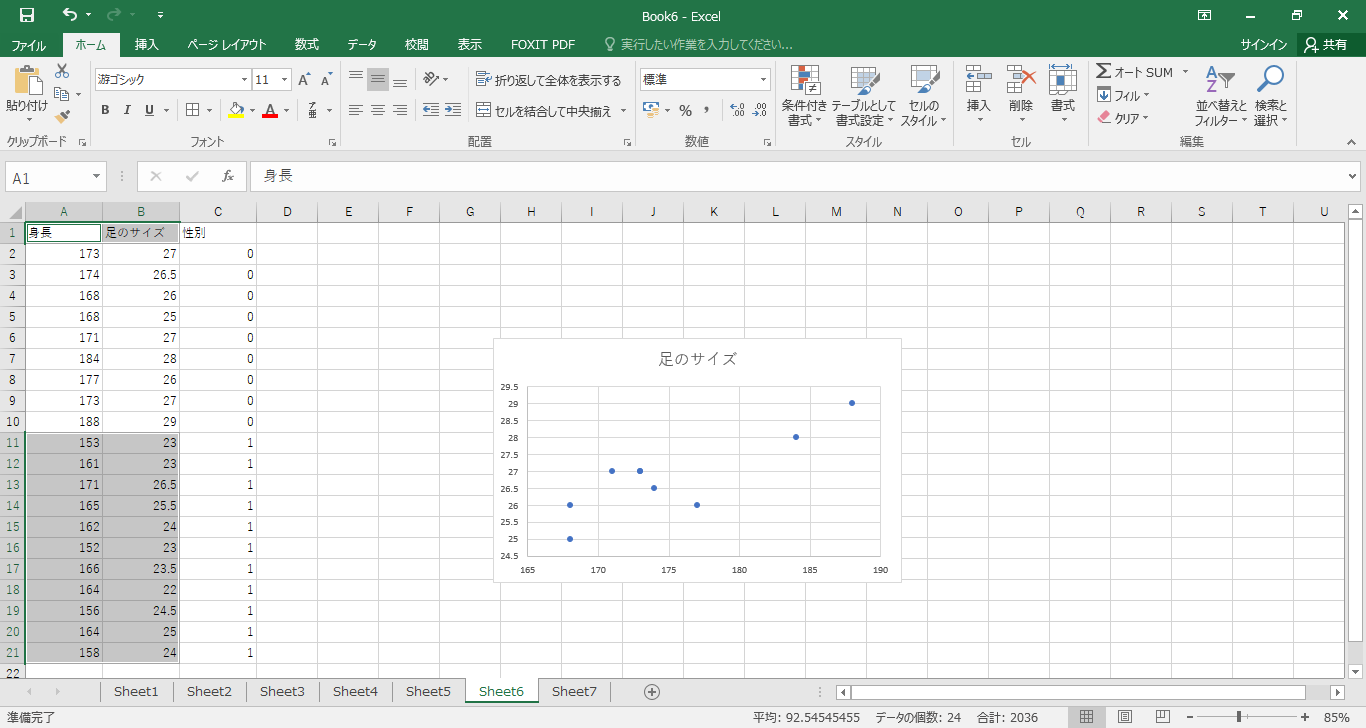 Book6 - Excel
ファイル ホーム 挿入 ページ レイアウト 数式 データ 校閲 表示 FOXIT PDF 実行したい作業を入力してください... サインイン 共有
貼り付け
クリップボード
游ゴシック 11
B I U
フォント
折り返して全体を表示する
セルを結合して中央揃え
配置
標準
%
数値
条件付き書式
テーブルとして書式設定
セルのスタイル
スタイル
挿入 削除 書式
セル
Σ オート SUM
フィル
クリア
並べ替えとフィルター
検索と選択
編集
A1 fx 身長
A B C D E F G H I J K L M N O P Q R S T U
1 身長 足のサイズ 性別
2 173 27 0
3 174 26.5 0
4 168 26 0
5 168 25 0
6 171 27 0
7 184 28 0
8 177 26 0
9 173 27 0
10 188 29 0
11 153 23 1
12 161 23 1
13 171 26.5 1
14 165 25.5 1
15 162 24 1
16 152 23 1
17 166 23.5 1
18 164 22 1
19 156 24.5 1
20 164 25 1
21 158 24 1
22
足のサイズ
29.5
29
28.5
28
27.5
27
26.5
26
25.5
25
24.5
165 170 175 180 185 190
Sheet1 Sheet2 Sheet3 Sheet4 Sheet5 Sheet6 Sheet7
準備完了 平均: 92.54545455 データの個数: 24 合計: 2036 85%